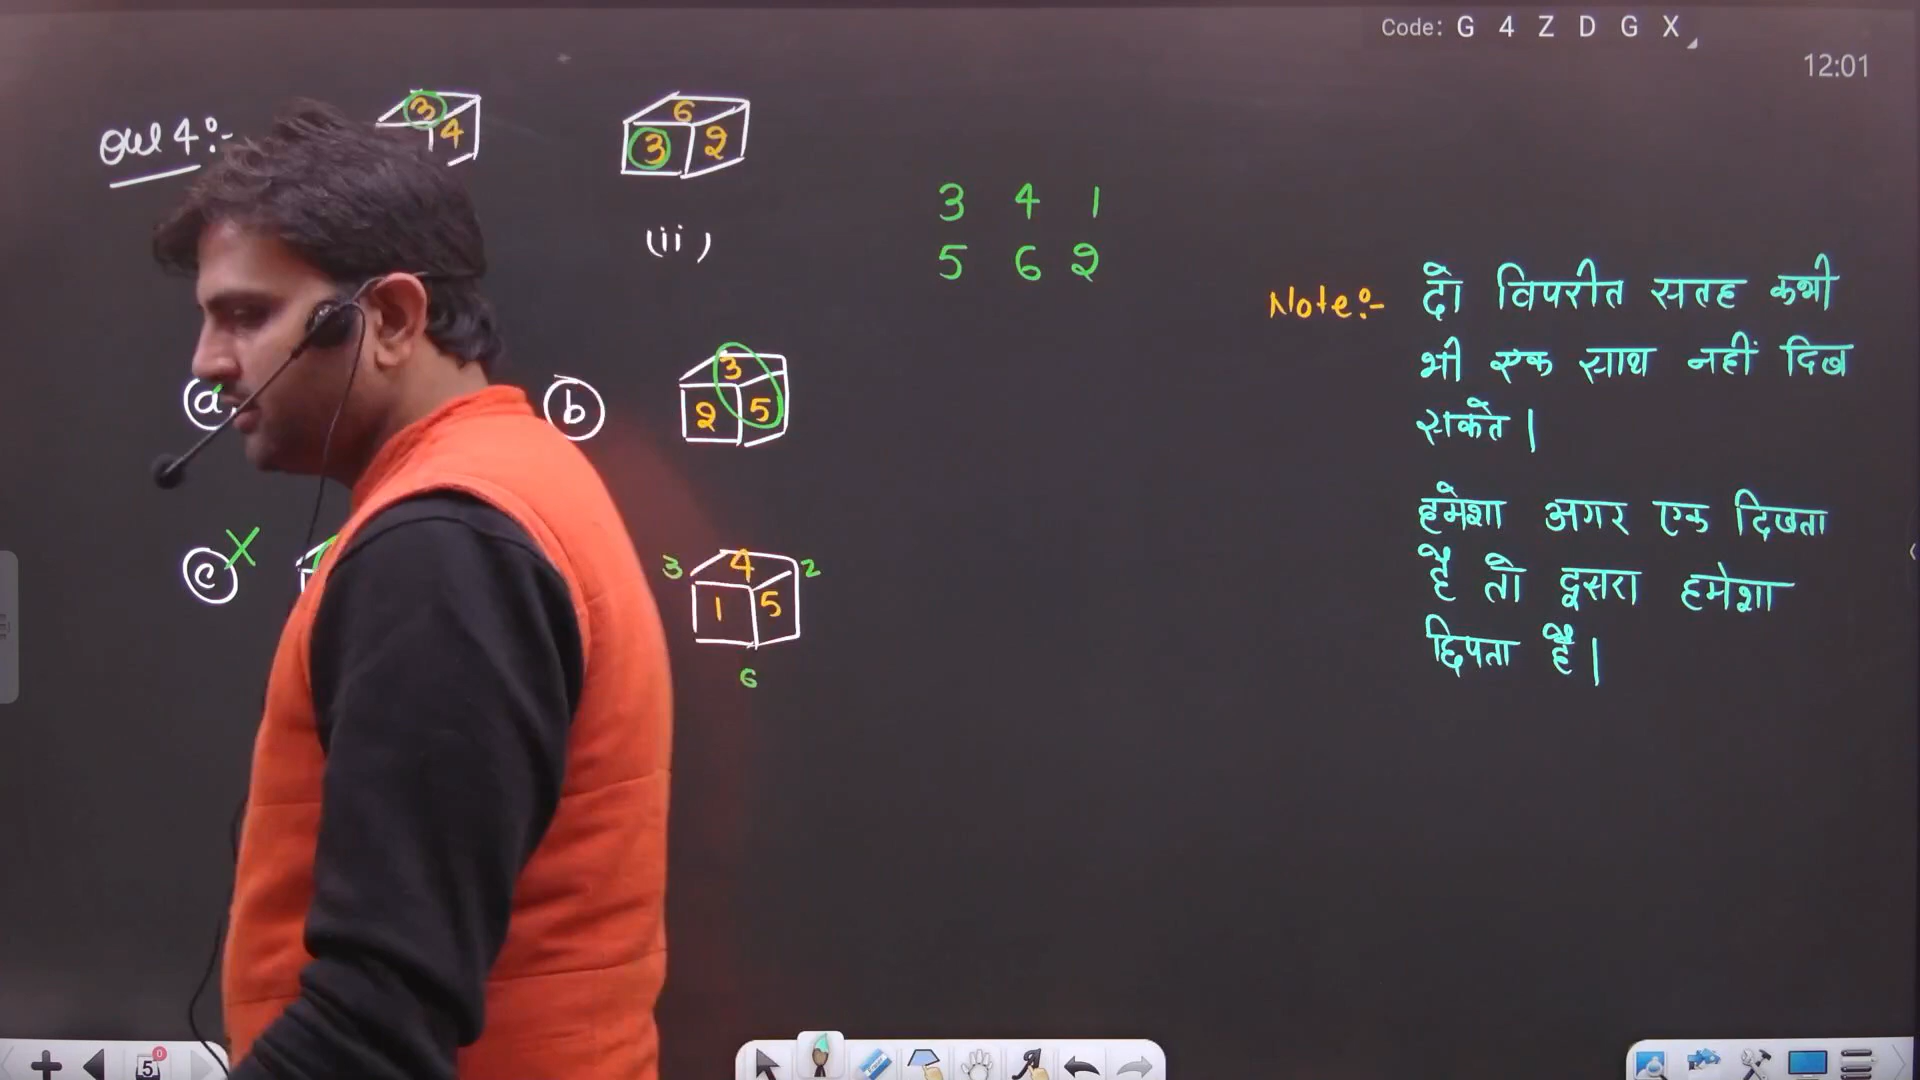 Code: G 4 Z D G X
12:01
Que 4:-
3
4
6
3 2
(ii)
3 4 1
5 6 2
Note:- दो विपरीत सतह कभी
भी एक साथ नहीं दिख
सकते |
हमेशा अगर एक दिखता
है तो दूसरा हमेशा
छिपता है |
a
b
3
2 5
c X
3 4 2
1 5
6
5
0